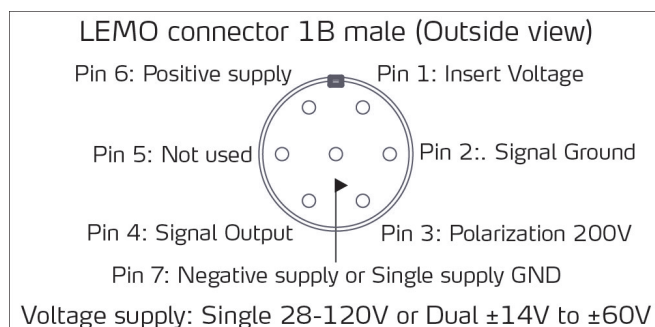 LEMO connector 1B male (Outside view)
Pin 6: Positive supply
Pin 1: Insert Voltage
Pin 5: Not used
Pin 2:. Signal Ground
Pin 4: Signal Output
Pin 3: Polarization 200V
Pin 7: Negative supply or Single supply GND
Voltage supply: Single 28-120V or Dual ±14V to ±60V